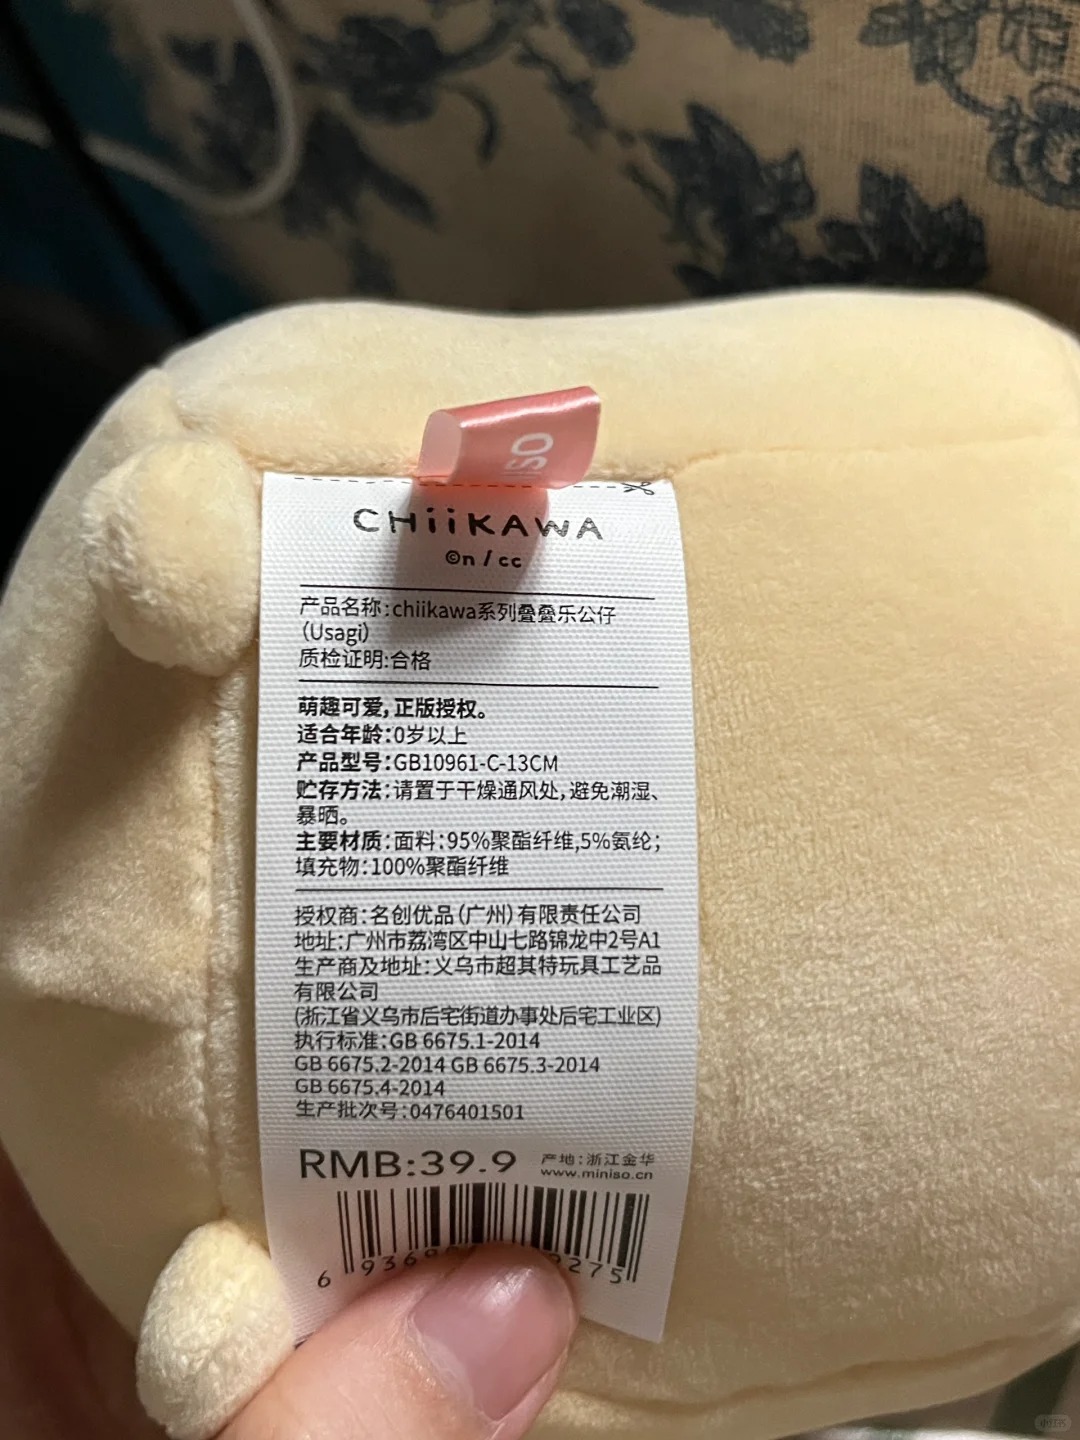 ISO
CHiiKAWA
©n / cc
产品名称:chiikawa系列叠叠乐公仔
(Usagi)
质检证明:合格
萌趣可爱,正版授权。
适合年龄:0岁以上
产品型号:GB10961-C-13CM
贮存方法:请置于干燥通风处,避免潮湿、
暴晒。
主要材质:面料:95%聚酯纤维,5%氨纶;
填充物:100%聚酯纤维
授权商:名创优品(广州)有限责任公司
地址:广州市荔湾区中山七路锦龙中2号A1
生产商及地址:义乌市超其特玩具工艺品
有限公司
(浙江省义乌市后宅街道办事处后宅工业区)
执行标准:GB 6675.1-2014
GB 6675.2-2014 GB 6675.3-2014
GB 6675.4-2014
生产批次号:0476401501
RMB:39.9
产地:浙江金华
www.miniso.cn
6 936 9275
小红书